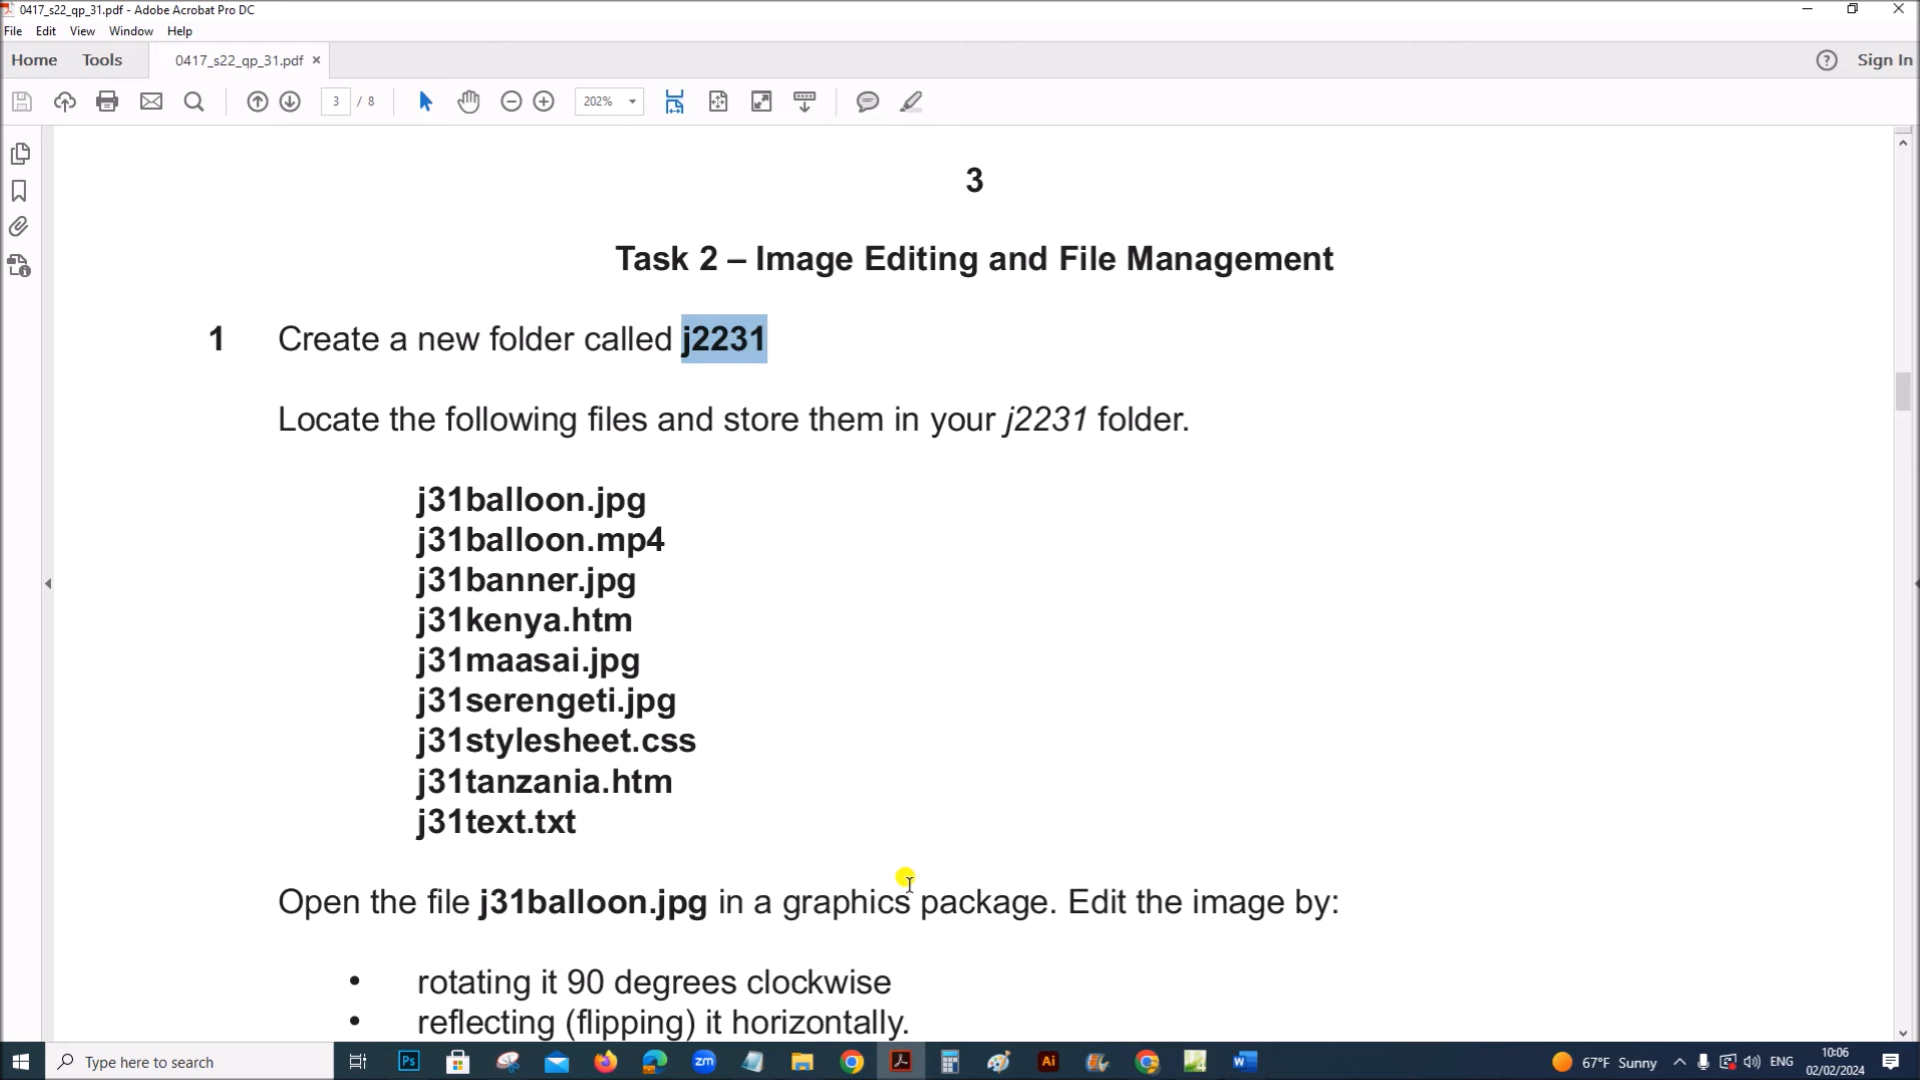 0417_s22_qp_31.pdf - Adobe Acrobat Pro DC
File Edit View Window Help
Home Tools 0417_s22_qp_31.pdf × ? Sign In
3 / 8 202%
3
Task 2 – Image Editing and File Management
1 Create a new folder called j2231
Locate the following files and store them in your j2231 folder.
j31balloon.jpg
j31balloon.mp4
j31banner.jpg
j31kenya.htm
j31maasai.jpg
j31serengeti.jpg
j31stylesheet.css
j31tanzania.htm
j31text.txt
Open the file j31balloon.jpg in a graphics package. Edit the image by:
• rotating it 90 degrees clockwise
• reflecting (flipping) it horizontally.
Type here to search Ps zm Ai W 67°F Sunny ENG 10:06
02/02/2024